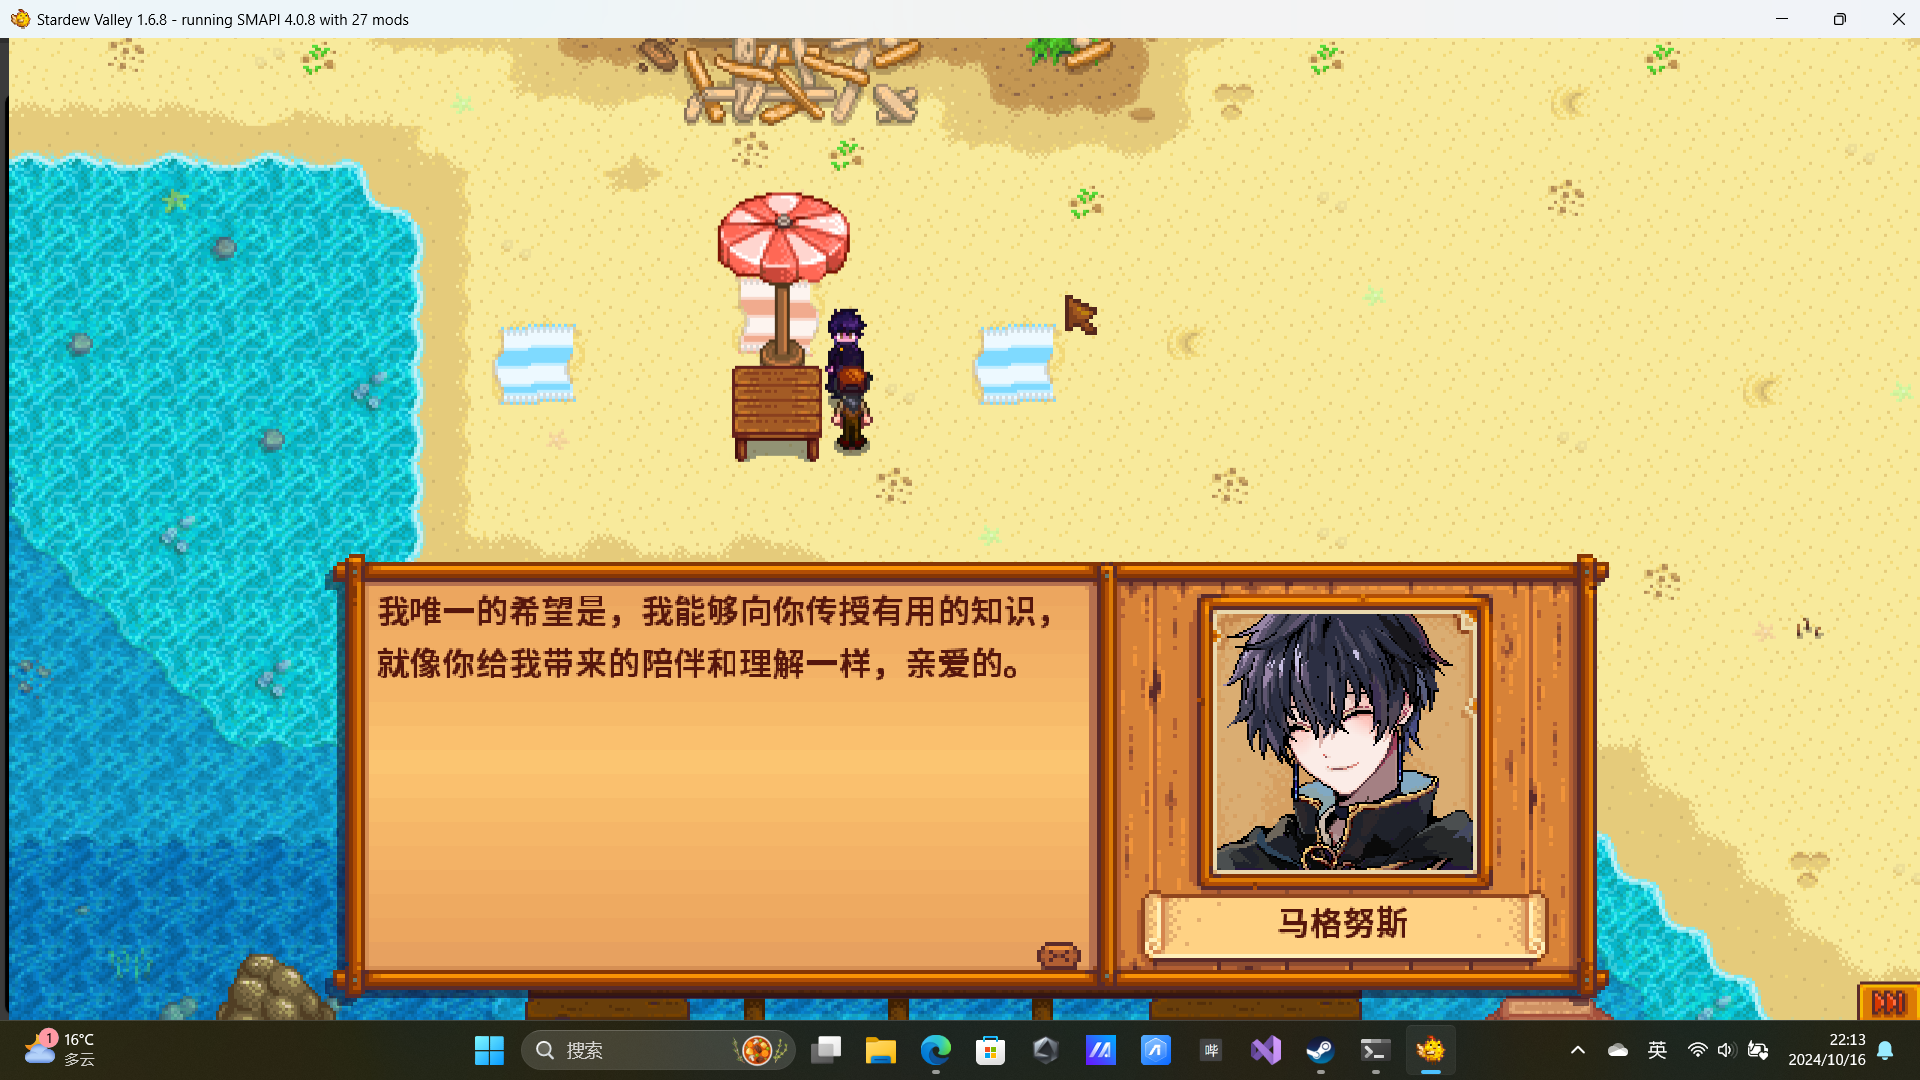 Stardew Valley 1.6.8 - running SMAPI 4.0.8 with 27 mods
我唯一的希望是，我能够向你传授有用的知识，
就像你给我带来的陪伴和理解一样，亲爱的。
马格努斯
1
16°C
多云
搜索
哔
英
22:13
2024/10/16